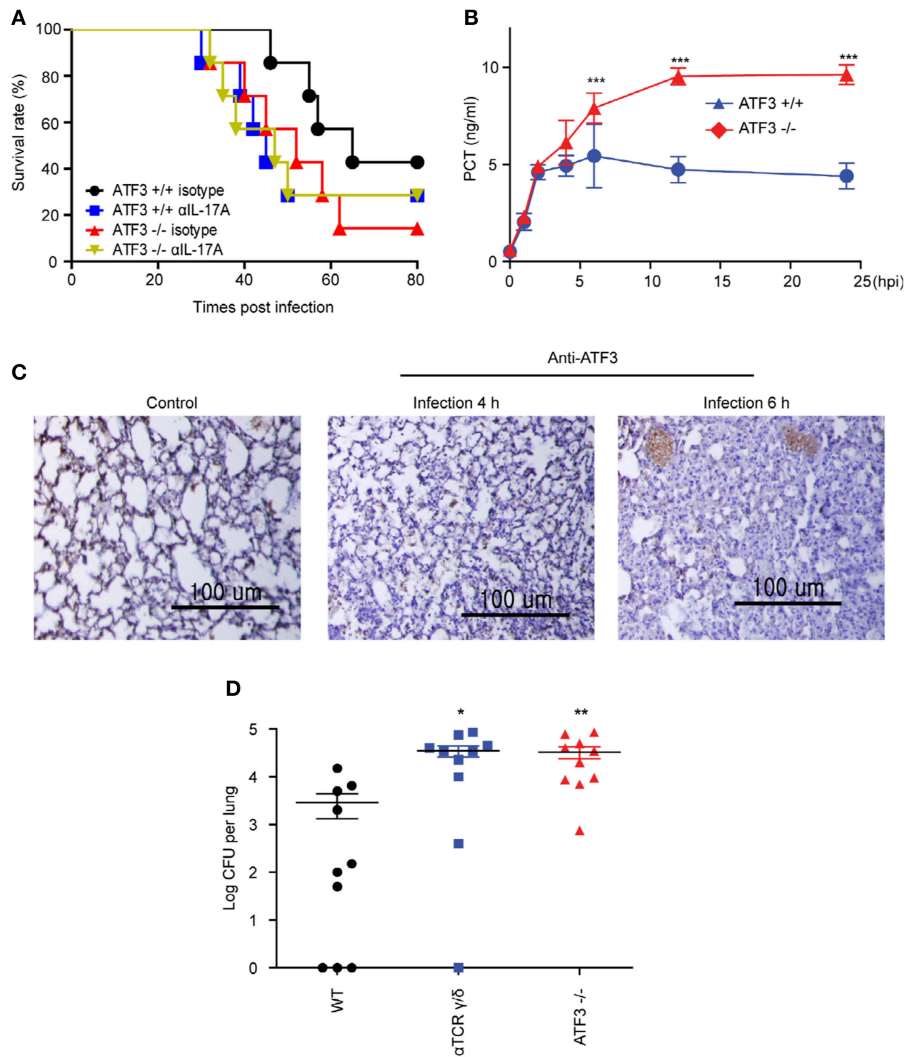 A
Survival rate (%)
100
80
60
40
20
0
ATF3 +/+ isotype
ATF3 +/+ αIL-17A
ATF3 -/- isotype
ATF3 -/- αIL-17A
0 20 40 60 80
Times post infection
B
PCT (ng/ml)
10
5
0
ATF3 +/+
ATF3 -/-
***
***
***
0 5 10 15 20 25 (hpi)
C
Anti-ATF3
Control
Infection 4 h
Infection 6 h
100 um
100 um
100 um
D
Log CFU per lung
5
4
3
2
1
0
*
**
WT
αTCR γ/δ
ATF3 -/-